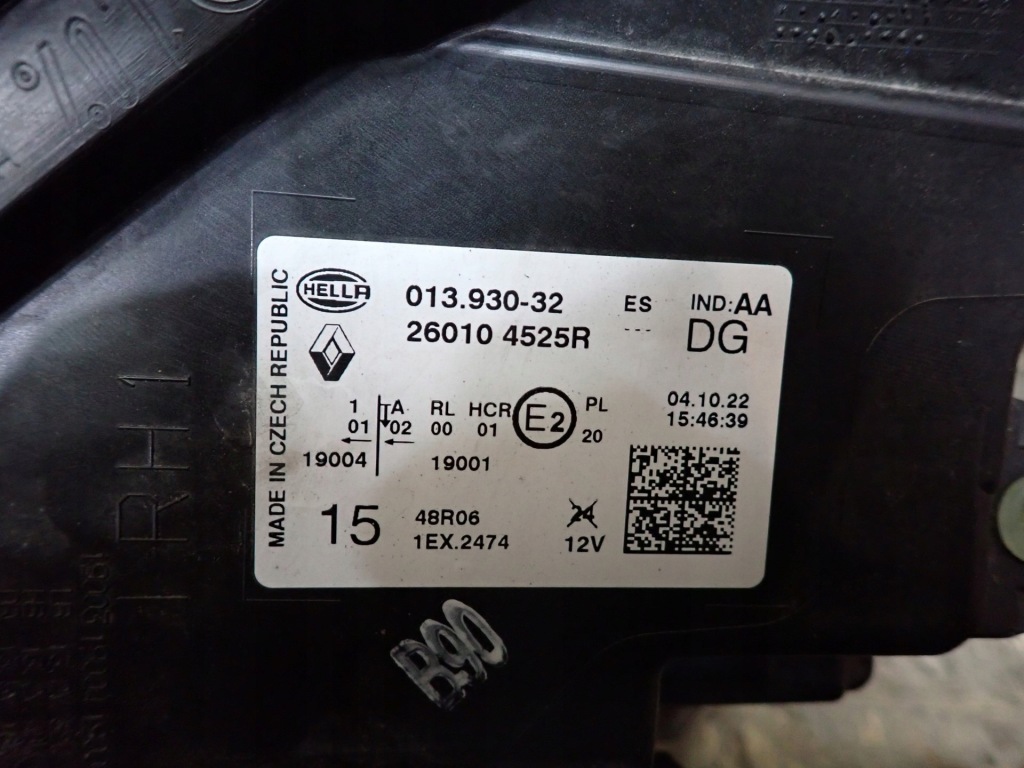 HELLA
013.930-32
ES
IND:AA
26010 4525R
---
DG
MADE IN CZECH REPUBLIC
1 TA RL HCR E2 PL
01 02 00 01 20
19004 19001
04.10.22
15:46:39
15
48R06
1EX.2474
24
12V
RH1
B90